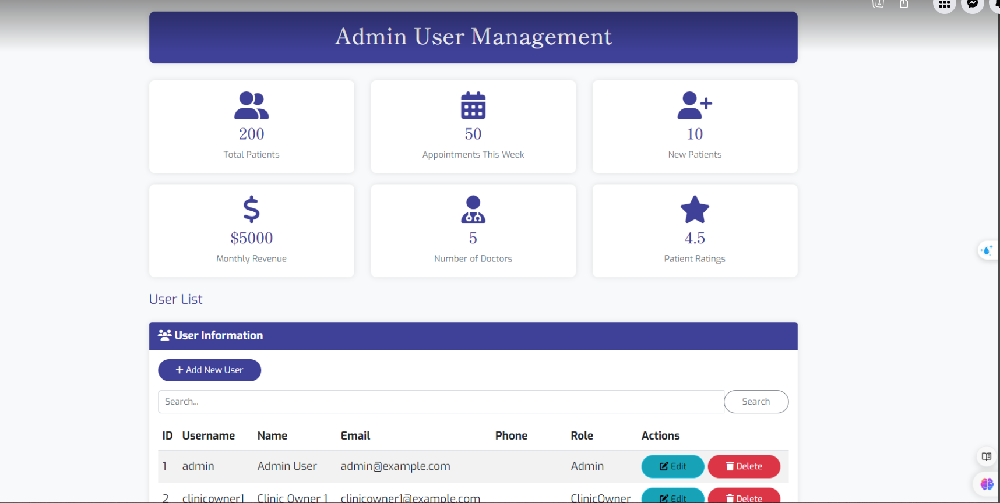 Admin User Management
200
Total Patients
50
Appointments This Week
10
New Patients
$5000
Monthly Revenue
5
Number of Doctors
4.5
Patient Ratings
User List
User Information
+ Add New User
Search... Search
ID Username Name Email Phone Role Actions
1 admin Admin User admin@example.com Admin Edit Delete
2 clinicowner1 Clinic Owner 1 clinicowner1@example.com ClinicOwner Edit Delete